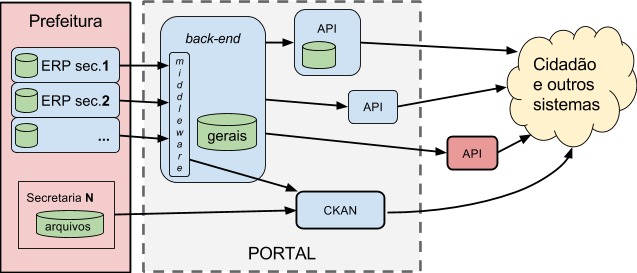 Prefeitura
ERP sec.1
ERP sec.2
...
Secretaria N
arquivos
back-end
middleware
gerais
API
API
API
CKAN
PORTAL
Cidadão
e outros
sistemas